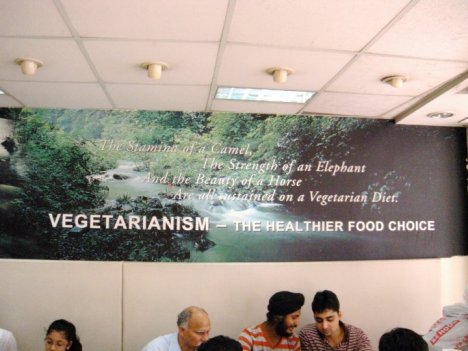 The Stamina of a Camel,
The Strength of an Elephant
And the Beauty of a Horse
Are all sustained on a Vegetarian Diet.
VEGETARIANISM – THE HEALTHIER FOOD CHOICE